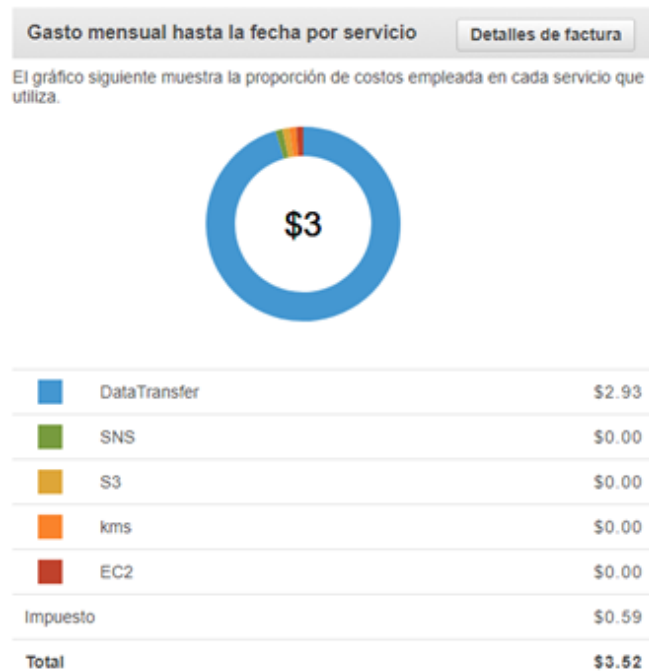 Gasto mensual hasta la fecha por servicio Detalles de factura
El gráfico siguiente muestra la proporción de costos empleada en cada servicio que
utiliza.
$3
DataTransfer $2.93
SNS $0.00
S3 $0.00
kms $0.00
EC2 $0.00
Impuesto $0.59
Total $3.52